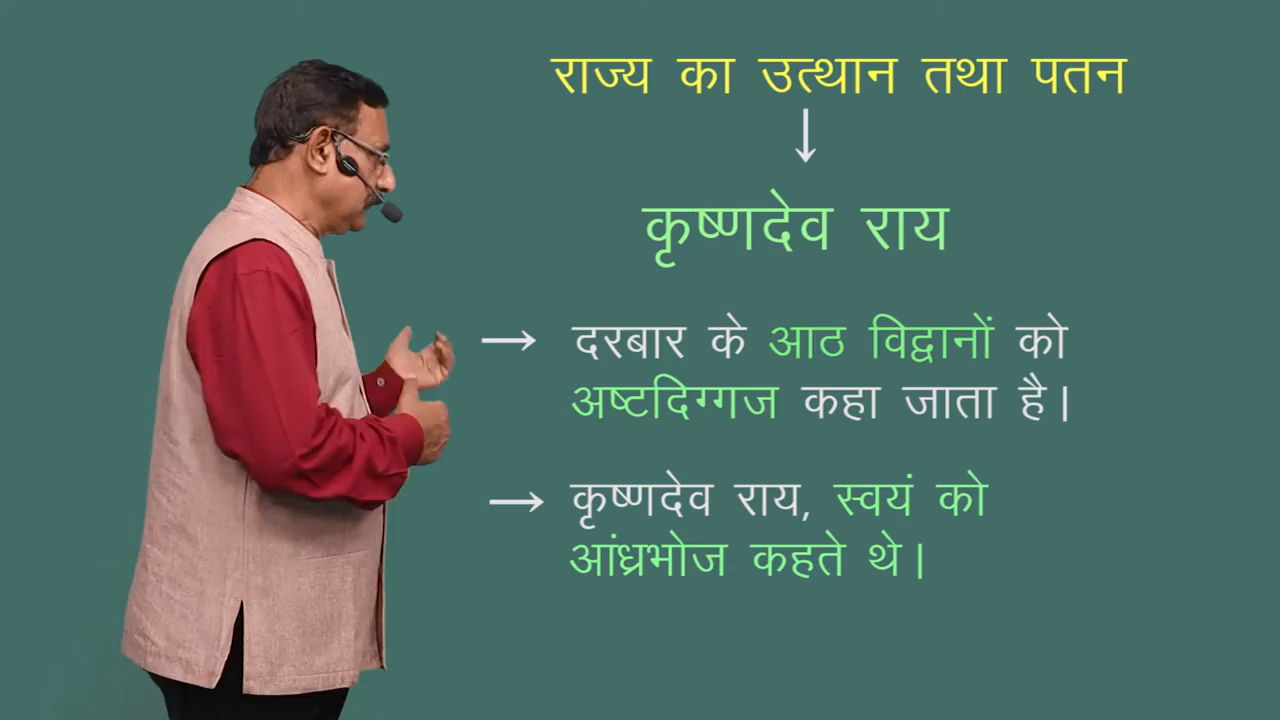 राज्य का उत्थान तथा पतन
↓
कृष्णदेव राय
→ दरबार के आठ विद्वानों को
अष्टदिग्गज कहा जाता है।
→ कृष्णदेव राय, स्वयं को
आंध्रभोज कहते थे।